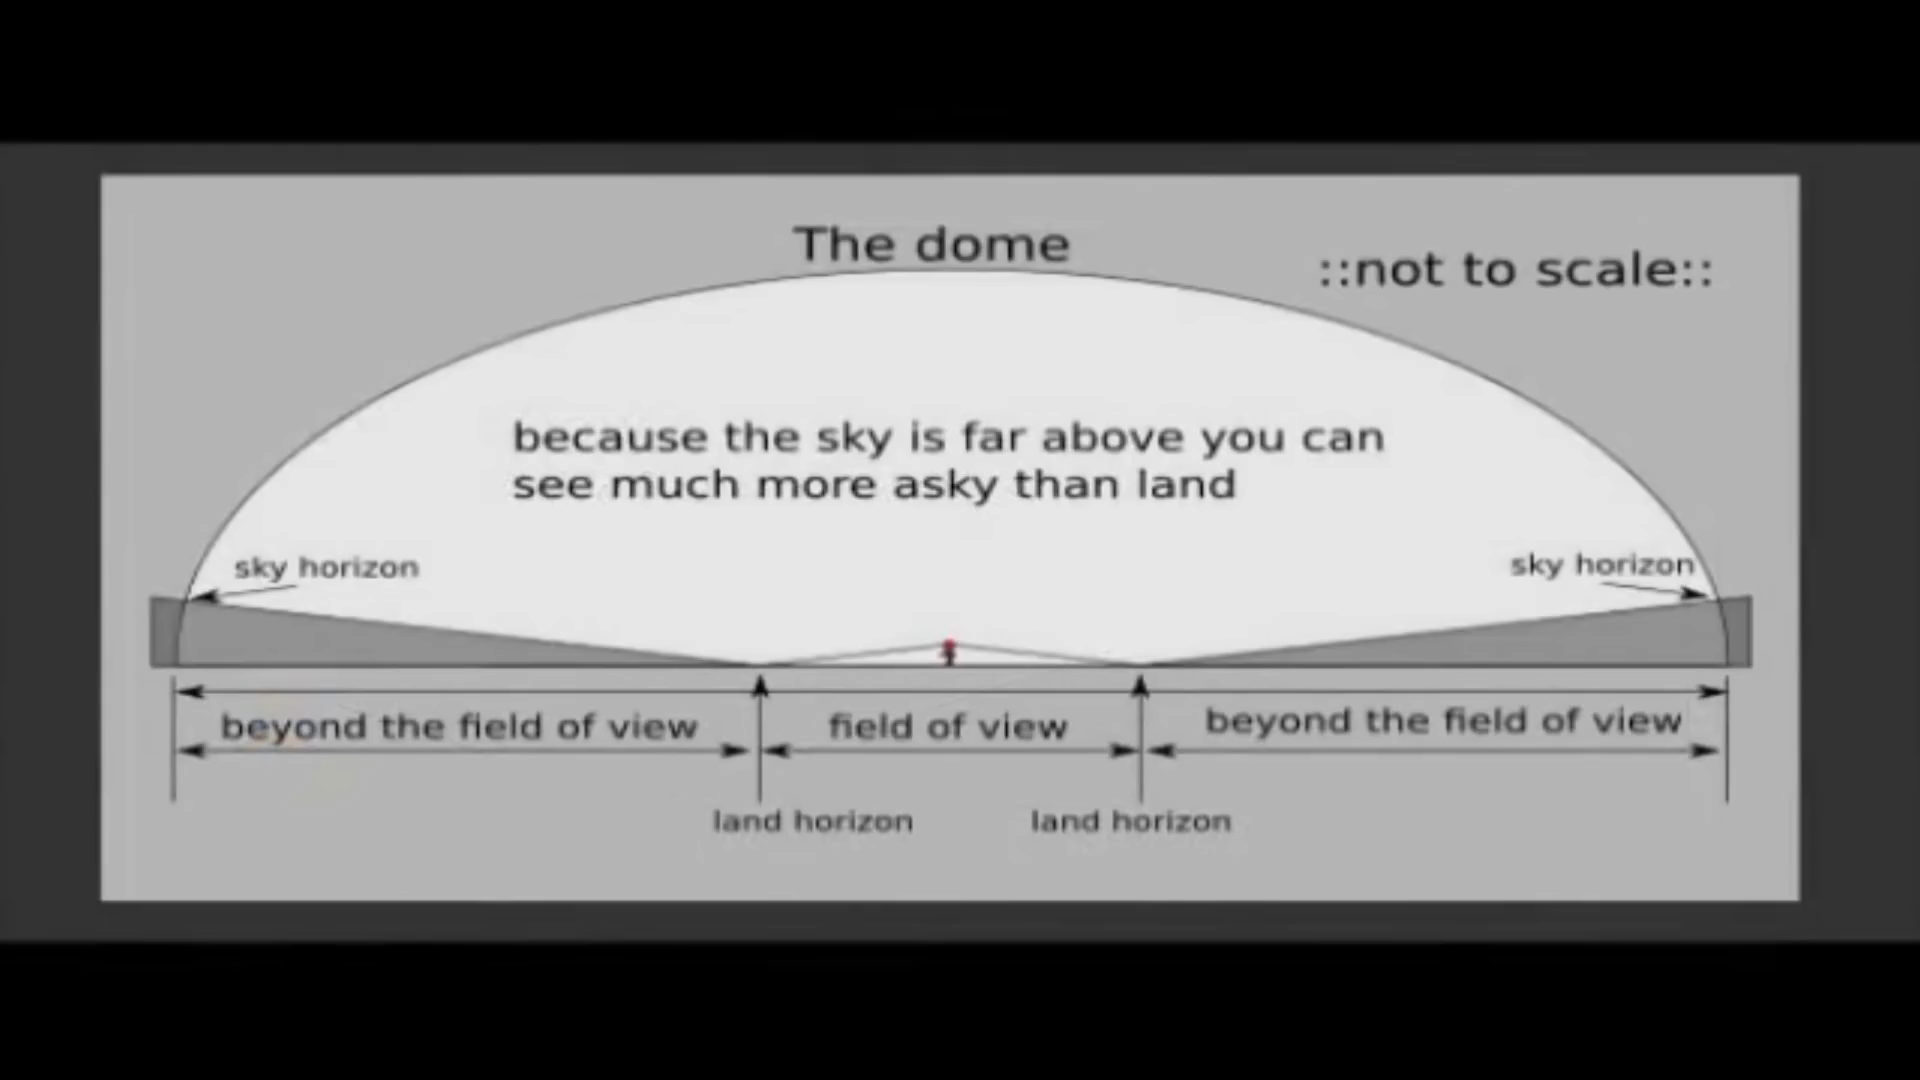 The dome
::not to scale::
because the sky is far above you can
see much more asky than land
sky horizon
sky horizon
beyond the field of view
field of view
beyond the field of view
land horizon
land horizon